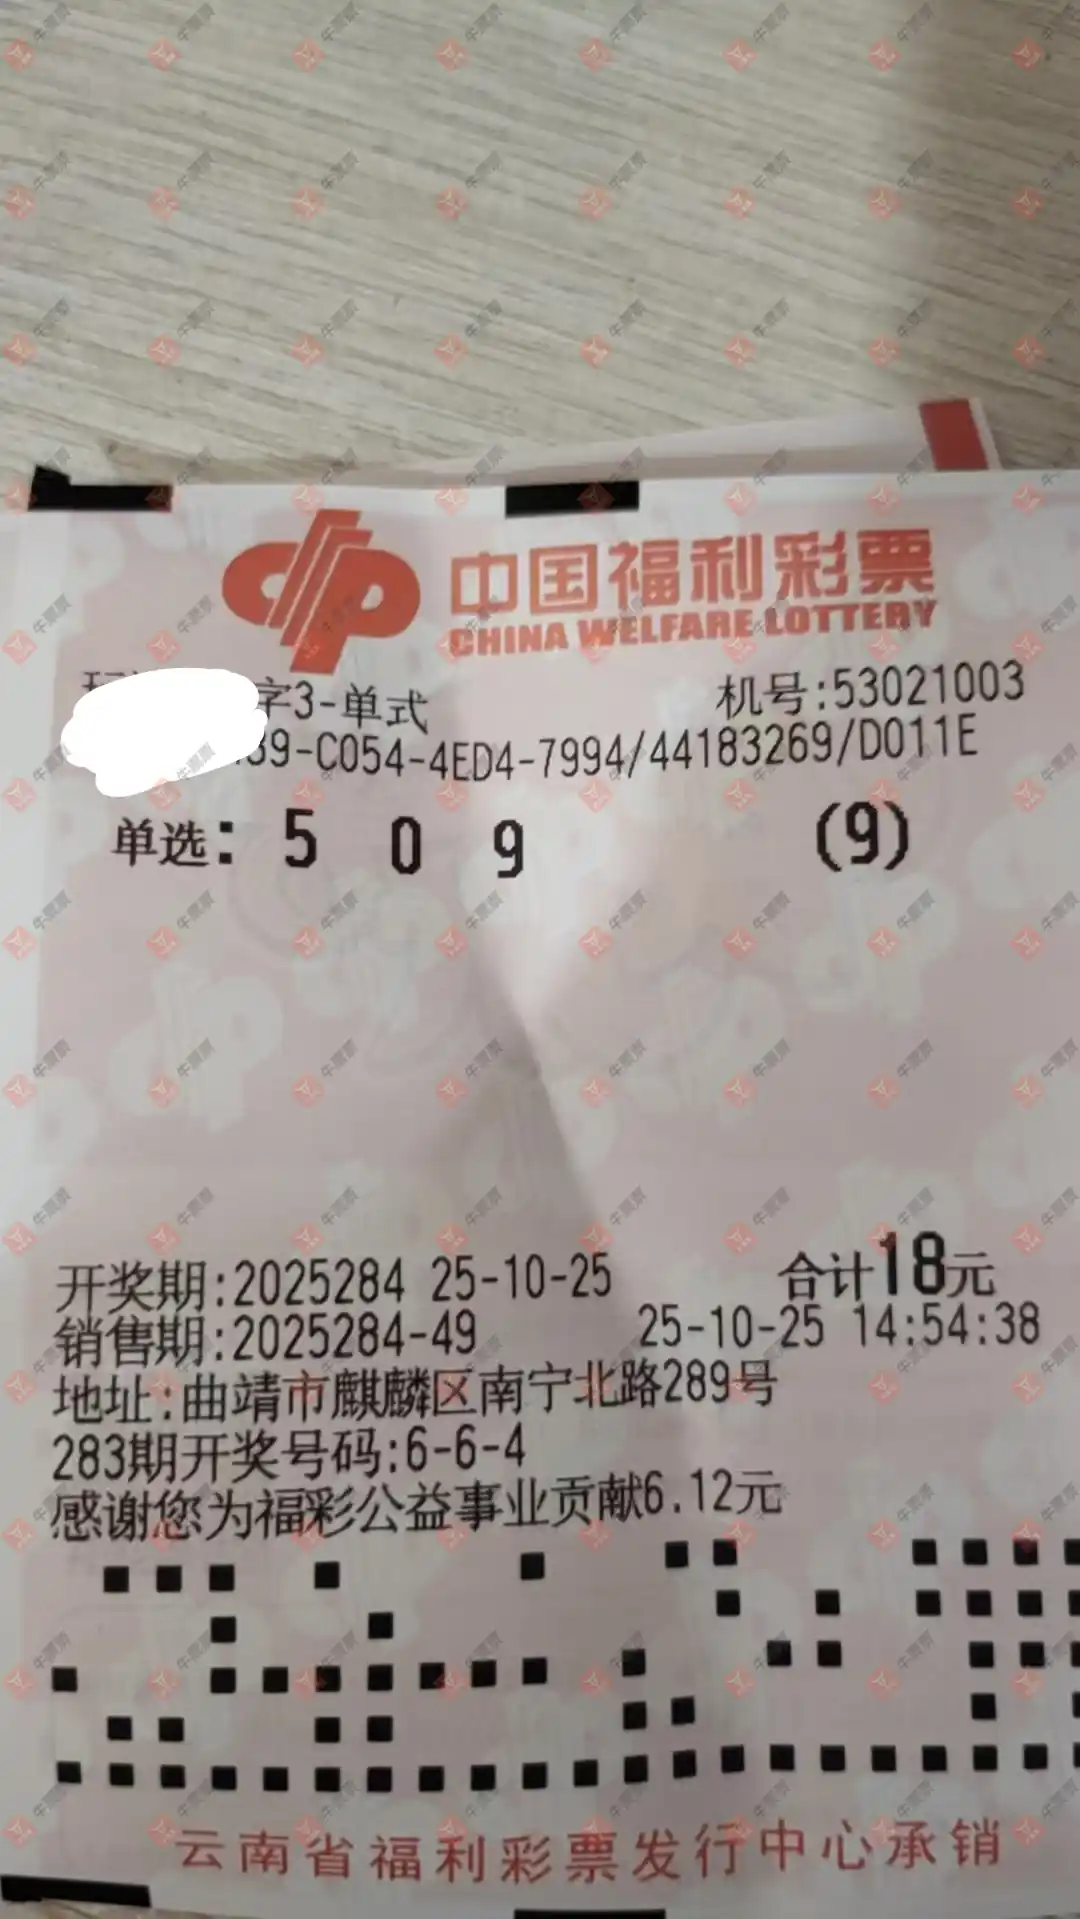 中国福利彩票
CHINA WELFARE LOTTERY
字3-单式 机号:53021003
39-C054-4ED4-7994/44183269/D011E
单选: 5 0 9 (9)
开奖期:2025284 25-10-25 合计18元
销售期:2025284-49 25-10-25 14:54:38
地址:曲靖市麒麟区南宁北路289号
283期开奖号码:6-6-4
感谢您为福彩公益事业贡献6.12元
云南省福利彩票发行中心承销